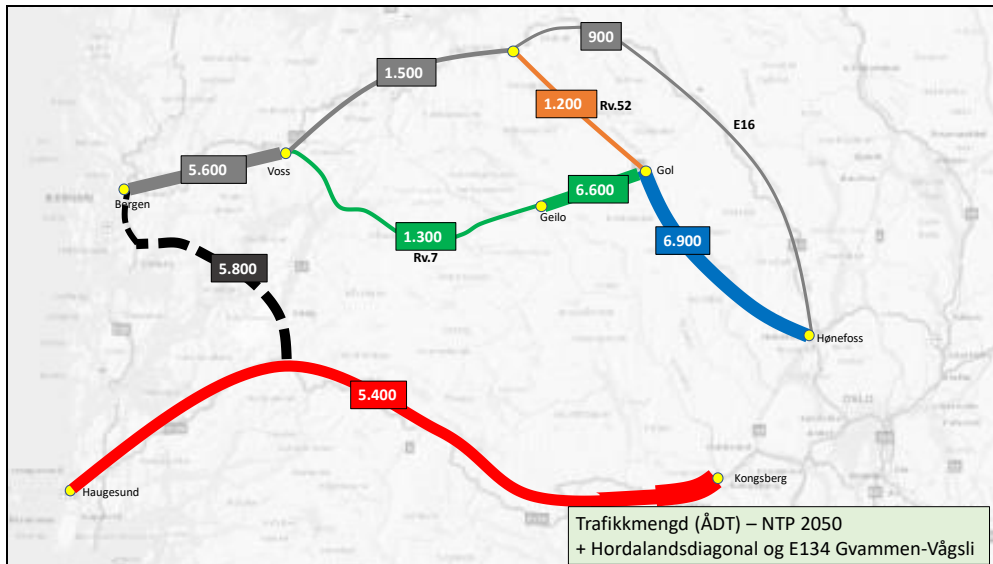 900
1.500
1.200
Rv.52
E16
Voss
5.600
Gol
6.600
Bergen
Geilo
1.300
Rv.7
6.900
5.800
Hønefoss
5.400
OSLO
Kongsberg
Haugesund
Trafikkmengd (ÅDT) – NTP 2050
+ Hordalandsdiagonal og E134 Gvammen-Vågsli